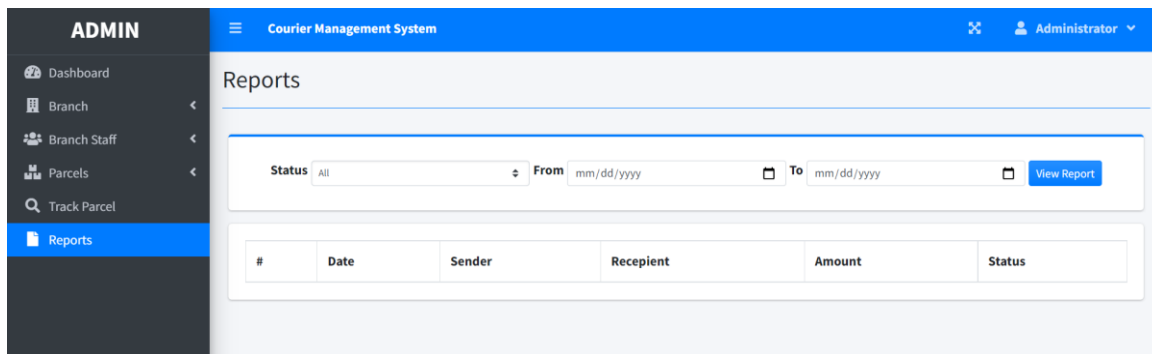 ADMIN
Courier Management System
Administrator
Dashboard
Branch
Branch Staff
Parcels
Track Parcel
Reports
Reports
Status All From mm/dd/yyyy To mm/dd/yyyy View Report
# Date Sender Recepient Amount Status